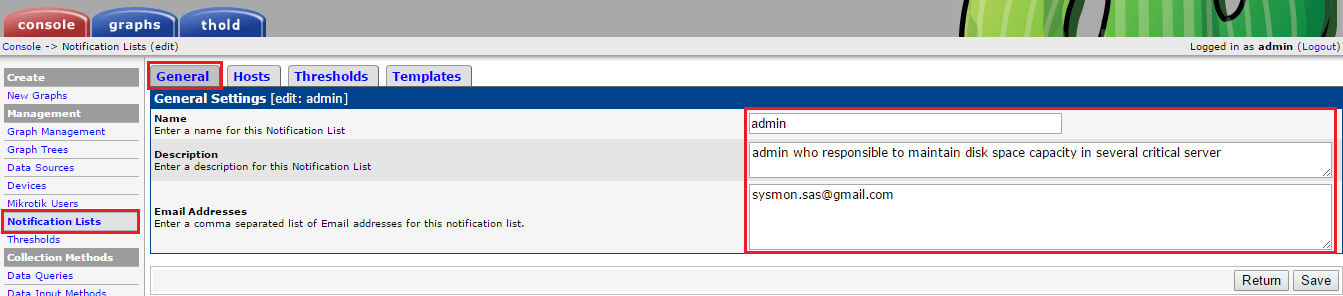 console graphs thold
Console -> Notification Lists (edit)
Logged in as admin (Logout)
Create
New Graphs
Management
Graph Management
Graph Trees
Data Sources
Devices
Mikrotik Users
Notification Lists
Thresholds
Collection Methods
Data Queries
Data Input Methods
General Hosts Thresholds Templates
General Settings [edit: admin]
Name
Enter a name for this Notification List
admin
Description
Enter a description for this Notification List
admin who responsible to maintain disk space capacity in several critical server
Email Addresses
Enter a comma separated list of Email addresses for this notification list.
sysmon.sas@gmail.com
Return Save